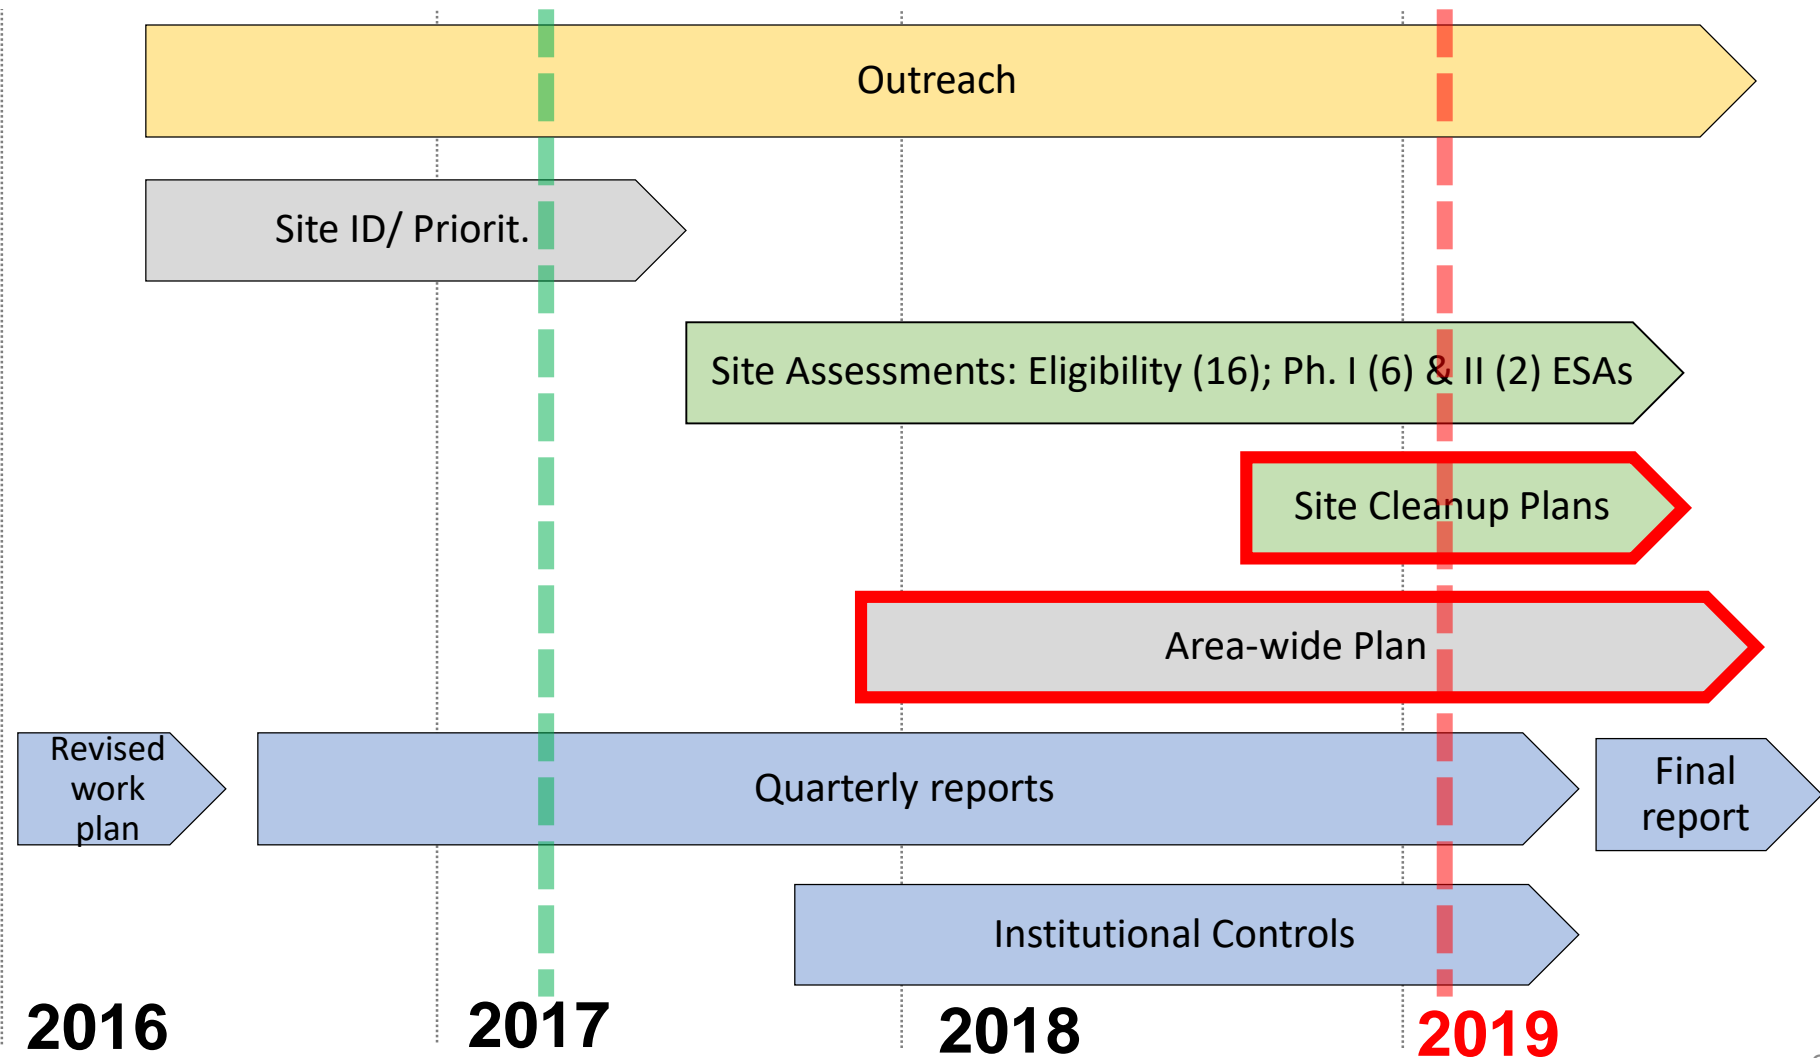 Outreach
Site ID/ Priorit.
Site Assessments: Eligibility (16); Ph. I (6) & II (2) ESAs
Site Cleanup Plans
Area-wide Plan
Revised
work
plan
Quarterly reports
Final
report
Institutional Controls
2016
2017
2018
2019